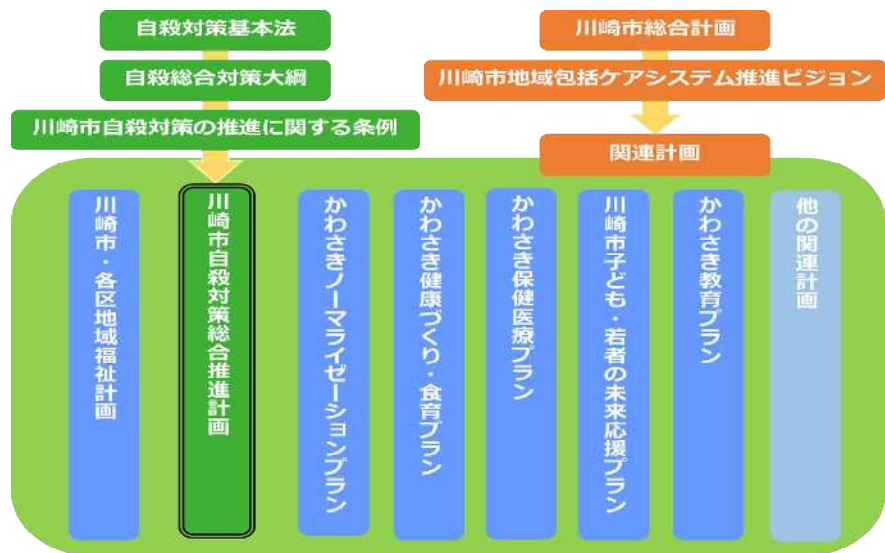 自殺対策基本法
自殺総合対策大綱
川崎市自殺対策の推進に関する条例
川崎市総合計画
川崎市地域包括ケアシステム推進ビジョン
関連計画
川崎市・各区地域福祉計画
川崎市自殺対策総合推進計画
かわさきノーマライゼーションプラン
かわさき健康づくり・食育プラン
かわさき保健医療プラン
川崎市子ども・若者の未来応援プラン
かわさき教育プラン
他の関連計画